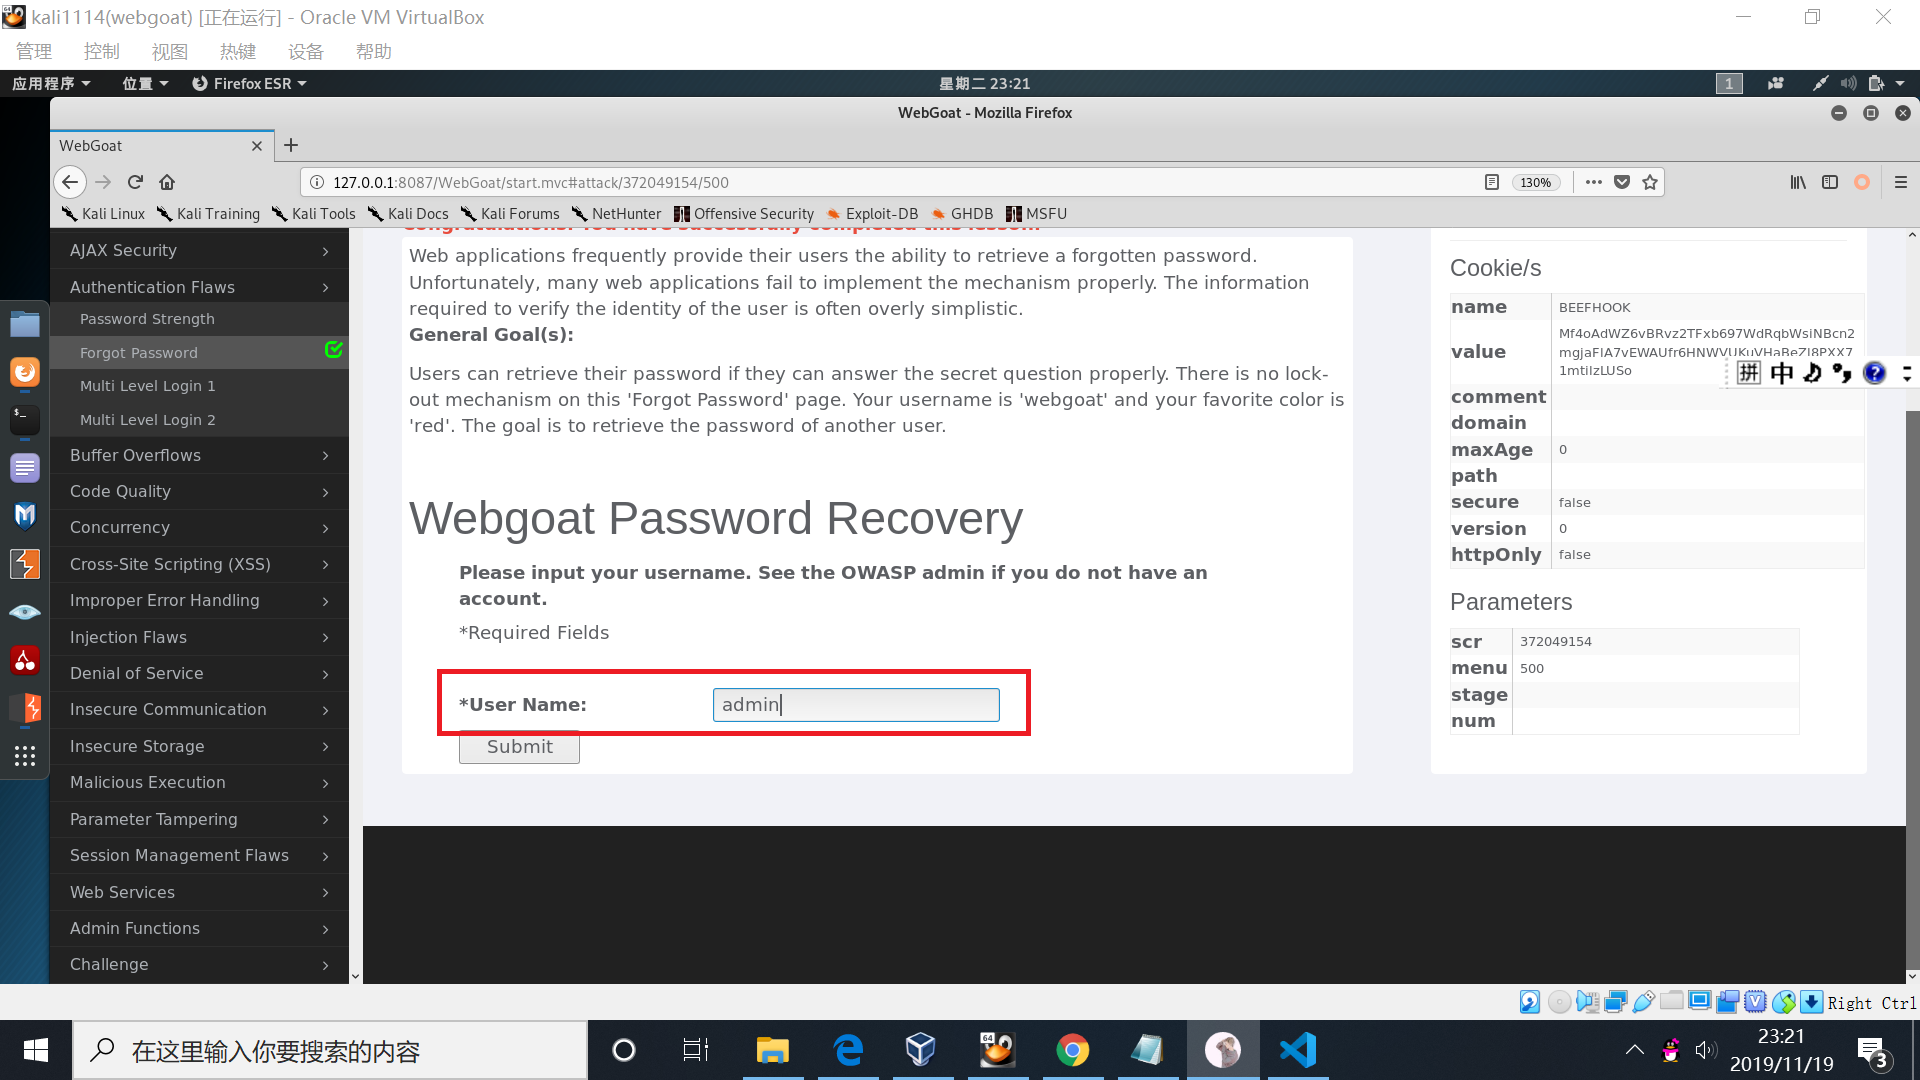 kali1114(webgoat) [正在运行] - Oracle VM VirtualBox
管理 控制 视图 热键 设备 帮助
应用程序 位置 Firefox ESR 星期二 23:21 1
WebGoat - Mozilla Firefox
WebGoat
127.0.0.1:8087/WebGoat/start.mvc#attack/372049154/500 130%
Kali Linux Kali Training Kali Tools Kali Docs Kali Forums NetHunter Offensive Security Exploit-DB GHDB MSFU
AJAX Security
Authentication Flaws
Password Strength
Forgot Password
Multi Level Login 1
Multi Level Login 2
Buffer Overflows
Code Quality
Concurrency
Cross-Site Scripting (XSS)
Improper Error Handling
Injection Flaws
Denial of Service
Insecure Communication
Insecure Storage
Malicious Execution
Parameter Tampering
Session Management Flaws
Web Services
Admin Functions
Challenge
Congratulations. You have successfully completed this lesson.
Web applications frequently provide their users the ability to retrieve a forgotten password.
Unfortunately, many web applications fail to implement the mechanism properly. The information
required to verify the identity of the user is often overly simplistic.
General Goal(s):
Users can retrieve their password if they can answer the secret question properly. There is no lock-
out mechanism on this 'Forgot Password' page. Your username is 'webgoat' and your favorite color is
'red'. The goal is to retrieve the password of another user.
Webgoat Password Recovery
Please input your username. See the OWASP admin if you do not have an
account.
*Required Fields
*User Name: admin
Submit
Cookie/s
name BEEFHOOK
value Mf4oAdWZ6vBRvz2TFxb697WdRqbWsiNBcn2
mgjaFIA7vEWAUfr6HNWVUKuVHaBeZJ8PXX7
1mtiIzLUSo
comment
domain
maxAge 0
path
secure false
version 0
httpOnly false
Parameters
scr 372049154
menu 500
stage
num
拼 中
Right Ctrl
在这里输入你要搜索的内容
64
23:21
2019/11/19
3